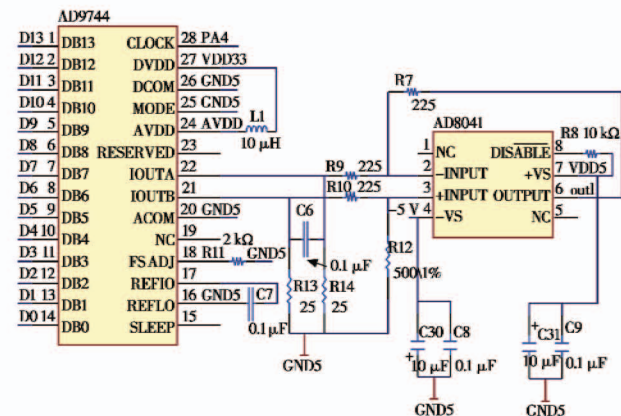 AD9744
D13 1 DB13 CLOCK 28 PA4
D12 2 DB12 DVDD 27 VDD33
D11 3 DB11 DCOM 26 GND5
D10 4 DB10 MODE 25 GND5
D9 5 DB9 AVDD 24 AVDD L1
10 μH
D8 6 DB8 RESERVED 23
D7 7 DB7 IOUTA 22
D6 8 DB6 IOUTB 21
D5 9 DB5 ACOM 20 GND5
D4 10 DB4 NC 19
D3 11 DB3 FS ADJ 18 R11 2 kΩ GND5
D2 12 DB2 REFIO 17
D1 13 DB1 REFLO 16 GND5 C7
0.1 μF
D0 14 DB0 SLEEP 15
R7
225
R9 225
R10 225
C6
0.1 μF
R13
25
R14
25
R12
500/1%
GND5
AD8041
1 NC DISABLE 8 R8 10 kΩ
2 -INPUT +VS 7 VDD5
3 +INPUT OUTPUT 6 out1
-5 V 4 -VS NC 5
C30
+ 10 μF
C8
0.1 μF
GND5
+ C31
10 μF
C9
0.1 μF
GND5